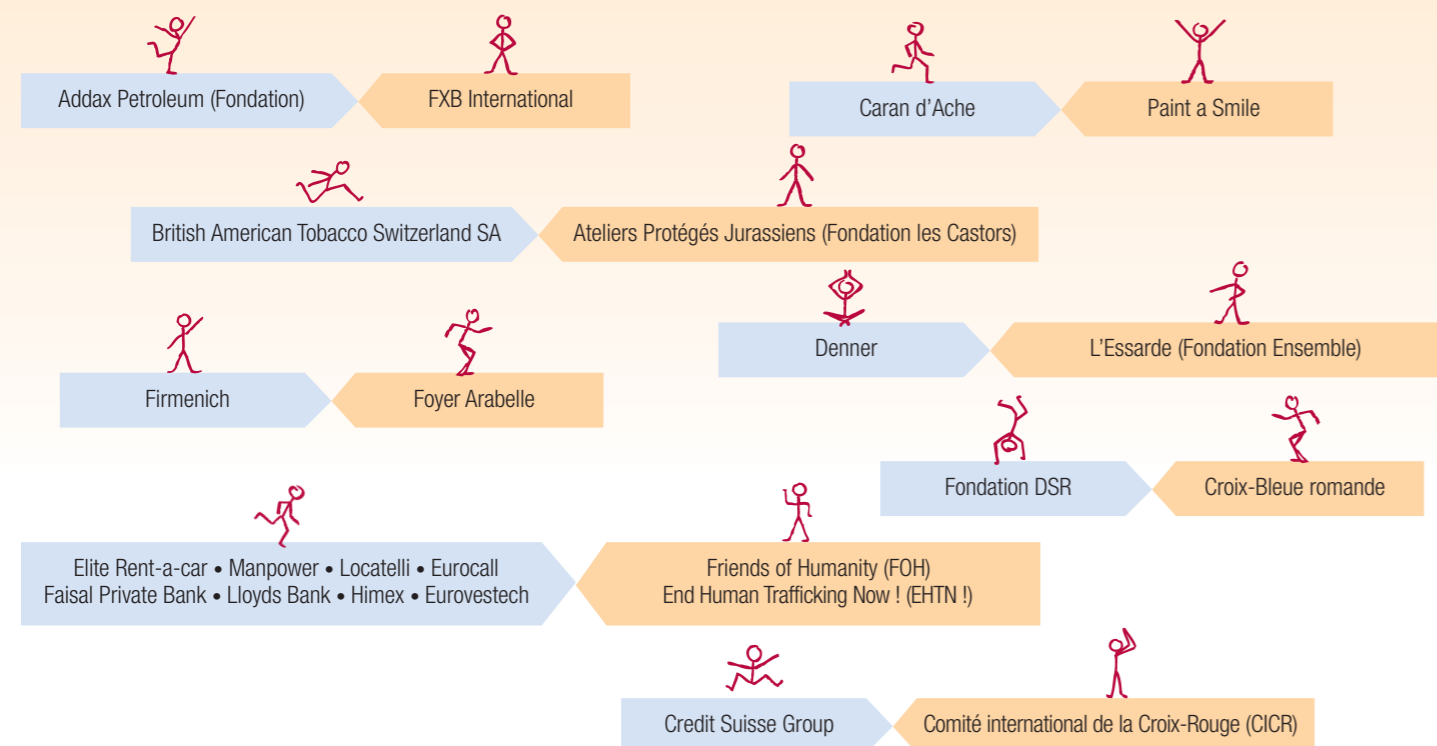 Addax Petroleum (Fondation)
FXB International
Caran d'Ache
Paint a Smile
British American Tobacco Switzerland SA
Ateliers Protégés Jurassiens (Fondation les Castors)
Denner
L'Essarde (Fondation Ensemble)
Firmenich
Foyer Arabelle
Fondation DSR
Croix-Bleue romande
Elite Rent-a-car • Manpower • Locatelli • Eurocall
Faisal Private Bank • Lloyds Bank • Himex • Eurovestech
Friends of Humanity (FOH)
End Human Trafficking Now ! (EHTN !)
Credit Suisse Group
Comité international de la Croix-Rouge (CICR)